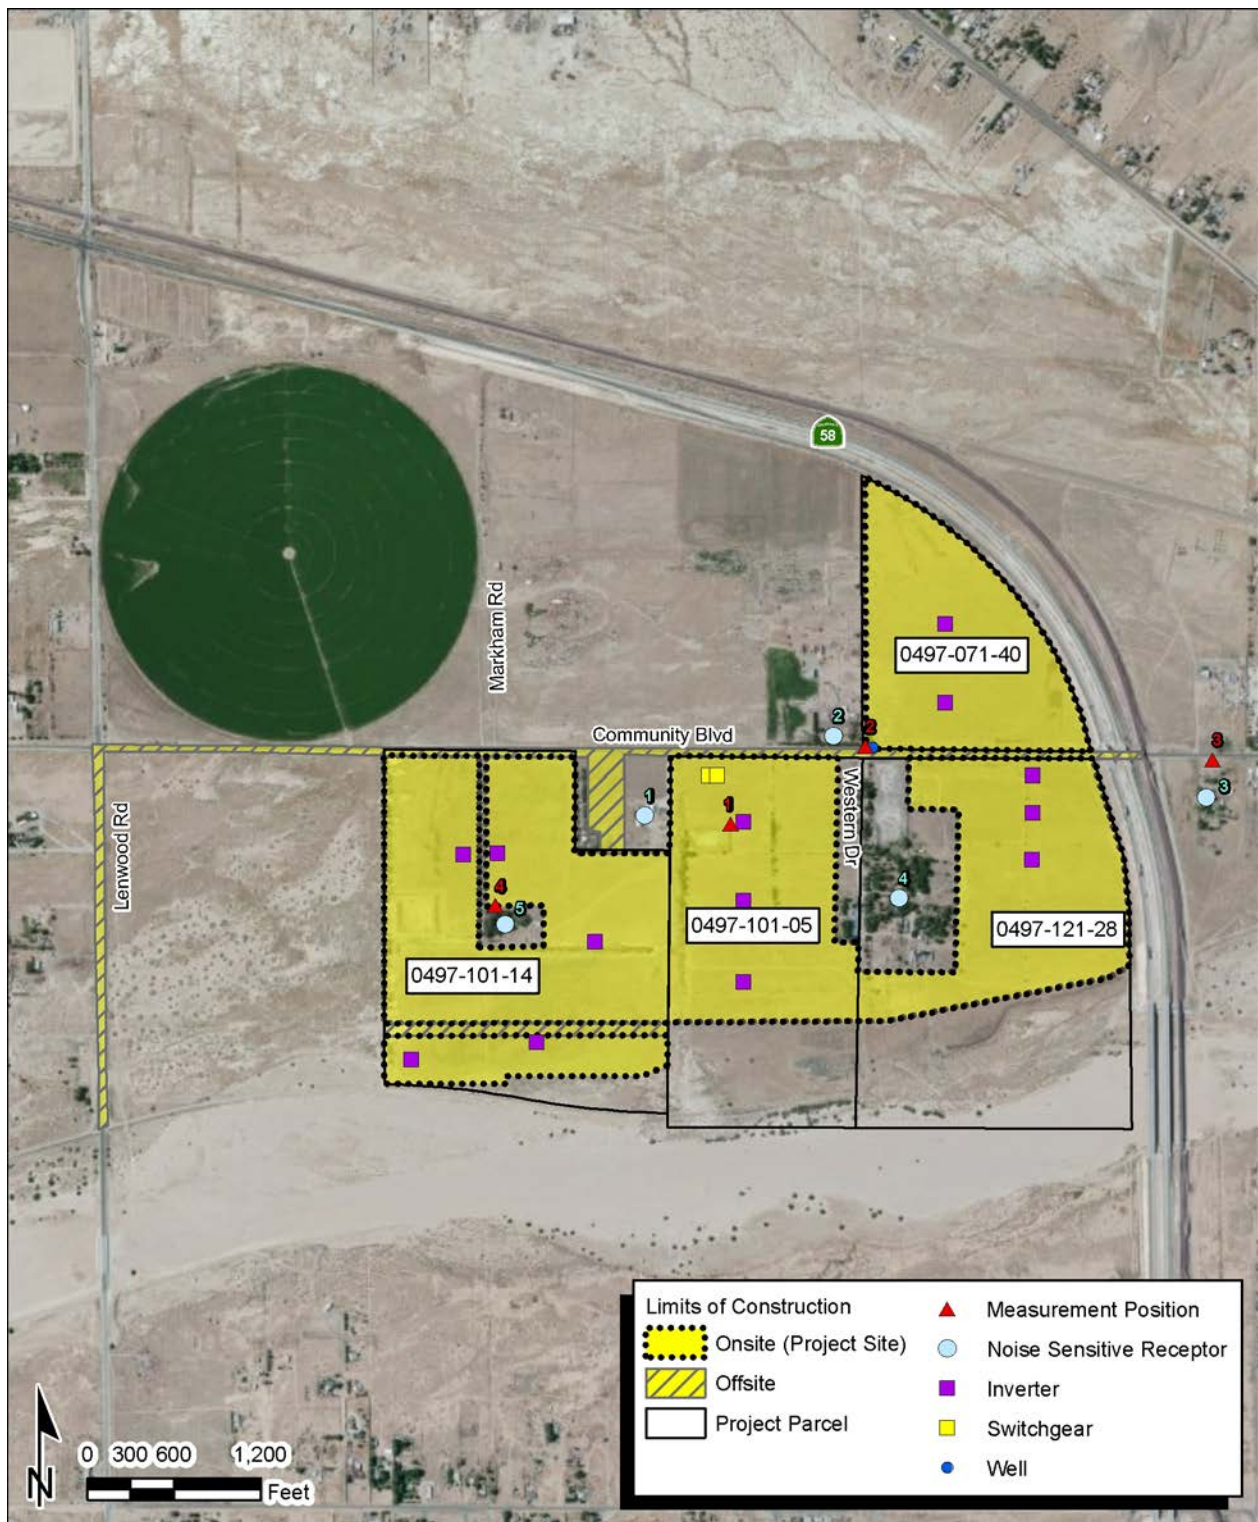 58
Markham Rd
0497-071-40
2
2
Community Blvd
3
3
1
1
Western Dr
Lenwood Rd
4
4
5
0497-101-05
0497-121-28
0497-101-14
Limits of Construction
Onsite (Project Site)
Offsite
Project Parcel
Measurement Position
Noise Sensitive Receptor
Inverter
Switchgear
Well
N
0 300 600 1,200
Feet